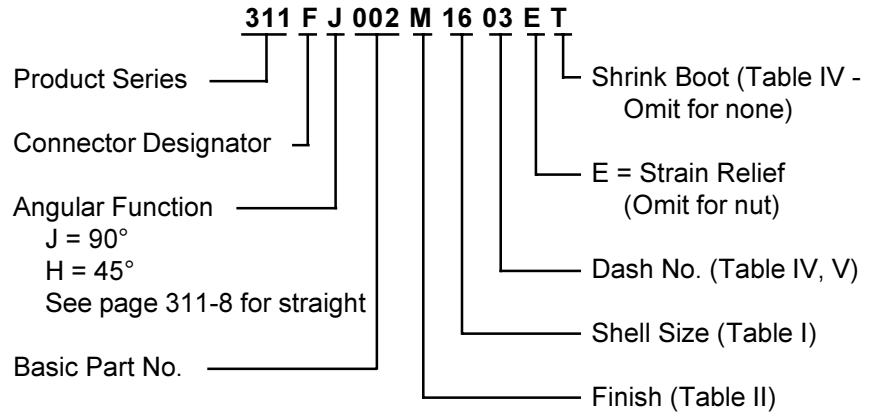 311 F J 002 M 16 03 E T
Product Series
Connector Designator
Angular Function
J = 90°
H = 45°
See page 311-8 for straight
Basic Part No.
Shrink Boot (Table IV -
Omit for none)
E = Strain Relief
(Omit for nut)
Dash No. (Table IV, V)
Shell Size (Table I)
Finish (Table II)